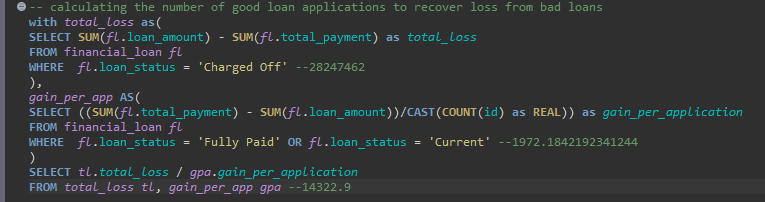 -- calculating the number of good loan applications to recover loss from bad loans
with total_loss as(
SELECT SUM(fl.loan_amount) - SUM(fl.total_payment) as total_loss
FROM financial_loan fl
WHERE fl.loan_status = 'Charged Off' --28247462
),
gain_per_app AS(
SELECT ((SUM(fl.total_payment) - SUM(fl.loan_amount))/CAST(COUNT(id) as REAL)) as gain_per_application
FROM financial_loan fl
WHERE fl.loan_status = 'Fully Paid' OR fl.loan_status = 'Current' --1972.1842192341244
)
SELECT tl.total_loss / gpa.gain_per_application
FROM total_loss tl, gain_per_app gpa --14322.9